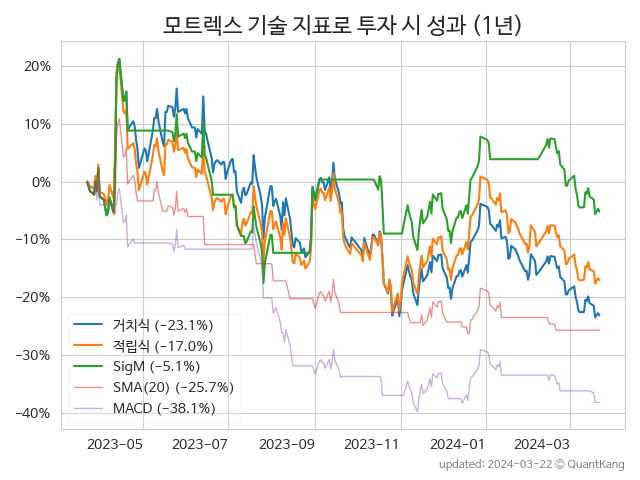 모트렉스 기술 지표로 투자 시 성과 (1년)
20%
10%
0%
−10%
−20%
−30%
−40%
거치식 (−23.1%)
적립식 (−17.0%)
SigM (−5.1%)
SMA(20) (−25.7%)
MACD (−38.1%)
2023−05 2023−07 2023−09 2023−11 2024−01 2024−03
updated: 2024−03−22 © QuantKang